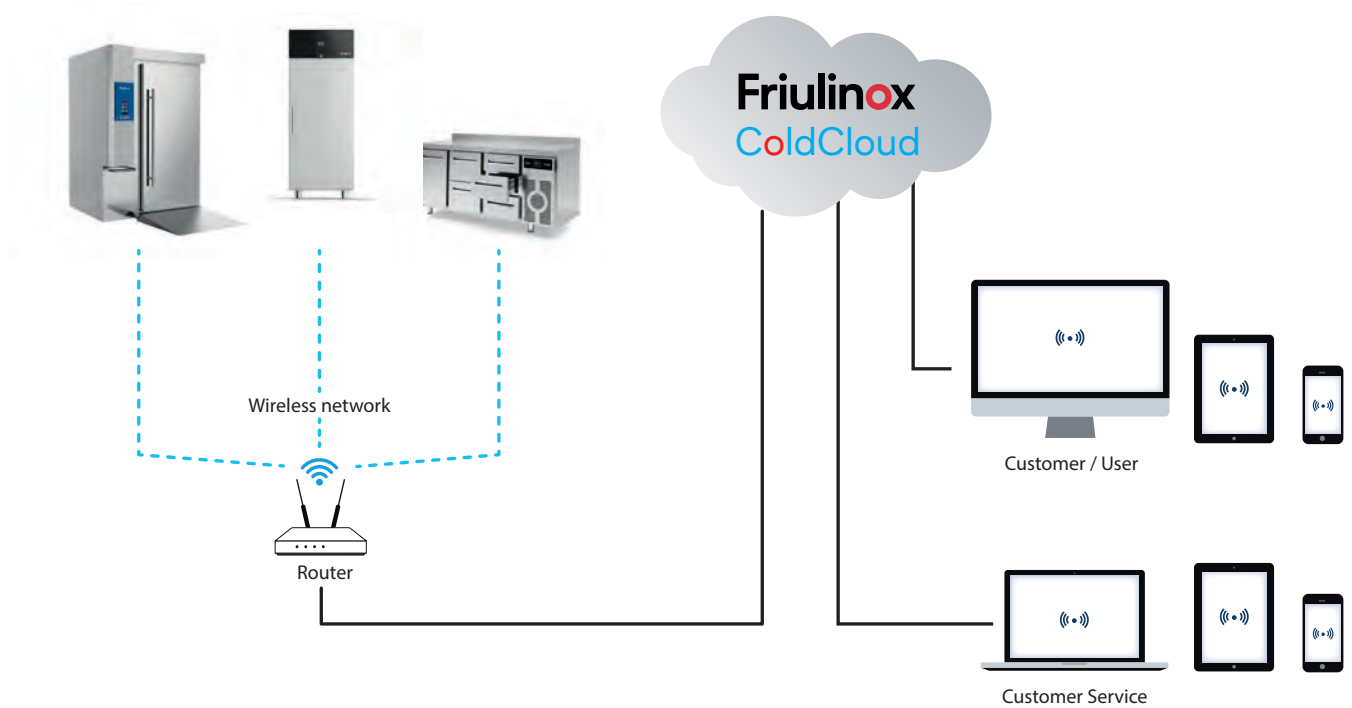 Friulinox
ColdCloud
Wireless network
Router
Customer / User
Customer Service